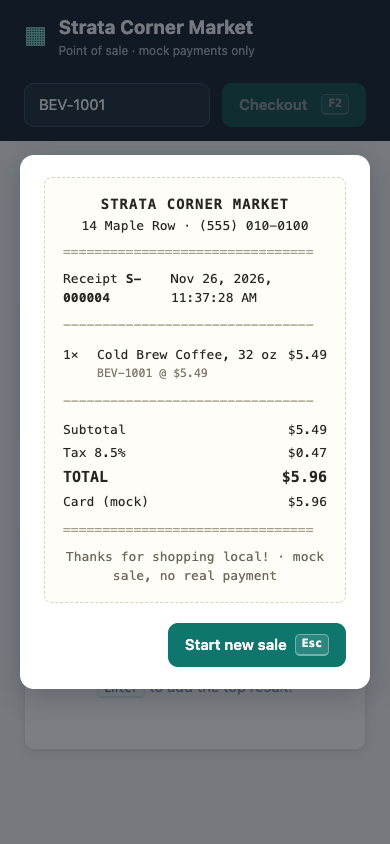 Strata Corner Market
Point of sale · mock payments only
BEV-1001
Checkout F2
STRATA CORNER MARKET
14 Maple Row · (555) 010–0100
================================
Receipt S–000004 Nov 26, 2026, 11:37:28 AM
--------------------------------
1× Cold Brew Coffee, 32 oz $5.49
BEV–1001 @ $5.49
--------------------------------
Subtotal $5.49
Tax 8.5% $0.47
TOTAL $5.96
Card (mock) $5.96
================================
Thanks for shopping local! · mock
sale, no real payment
Start new sale Esc
Enter to add the top result.